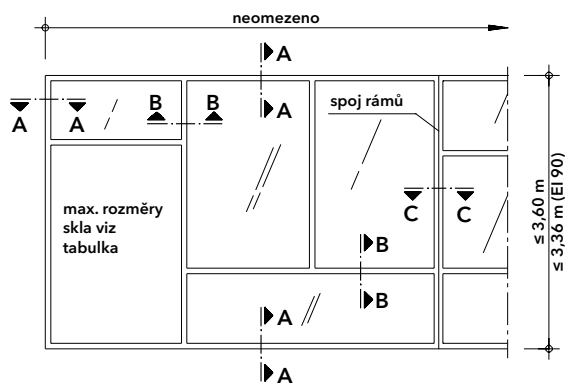 neomezeno
A
A A
B B
A
spoj rámů
max. rozměry
skla viz
tabulka
C C
B
B
A
A
≤ 3,60 m
≤ 3,36 m (EI 90)